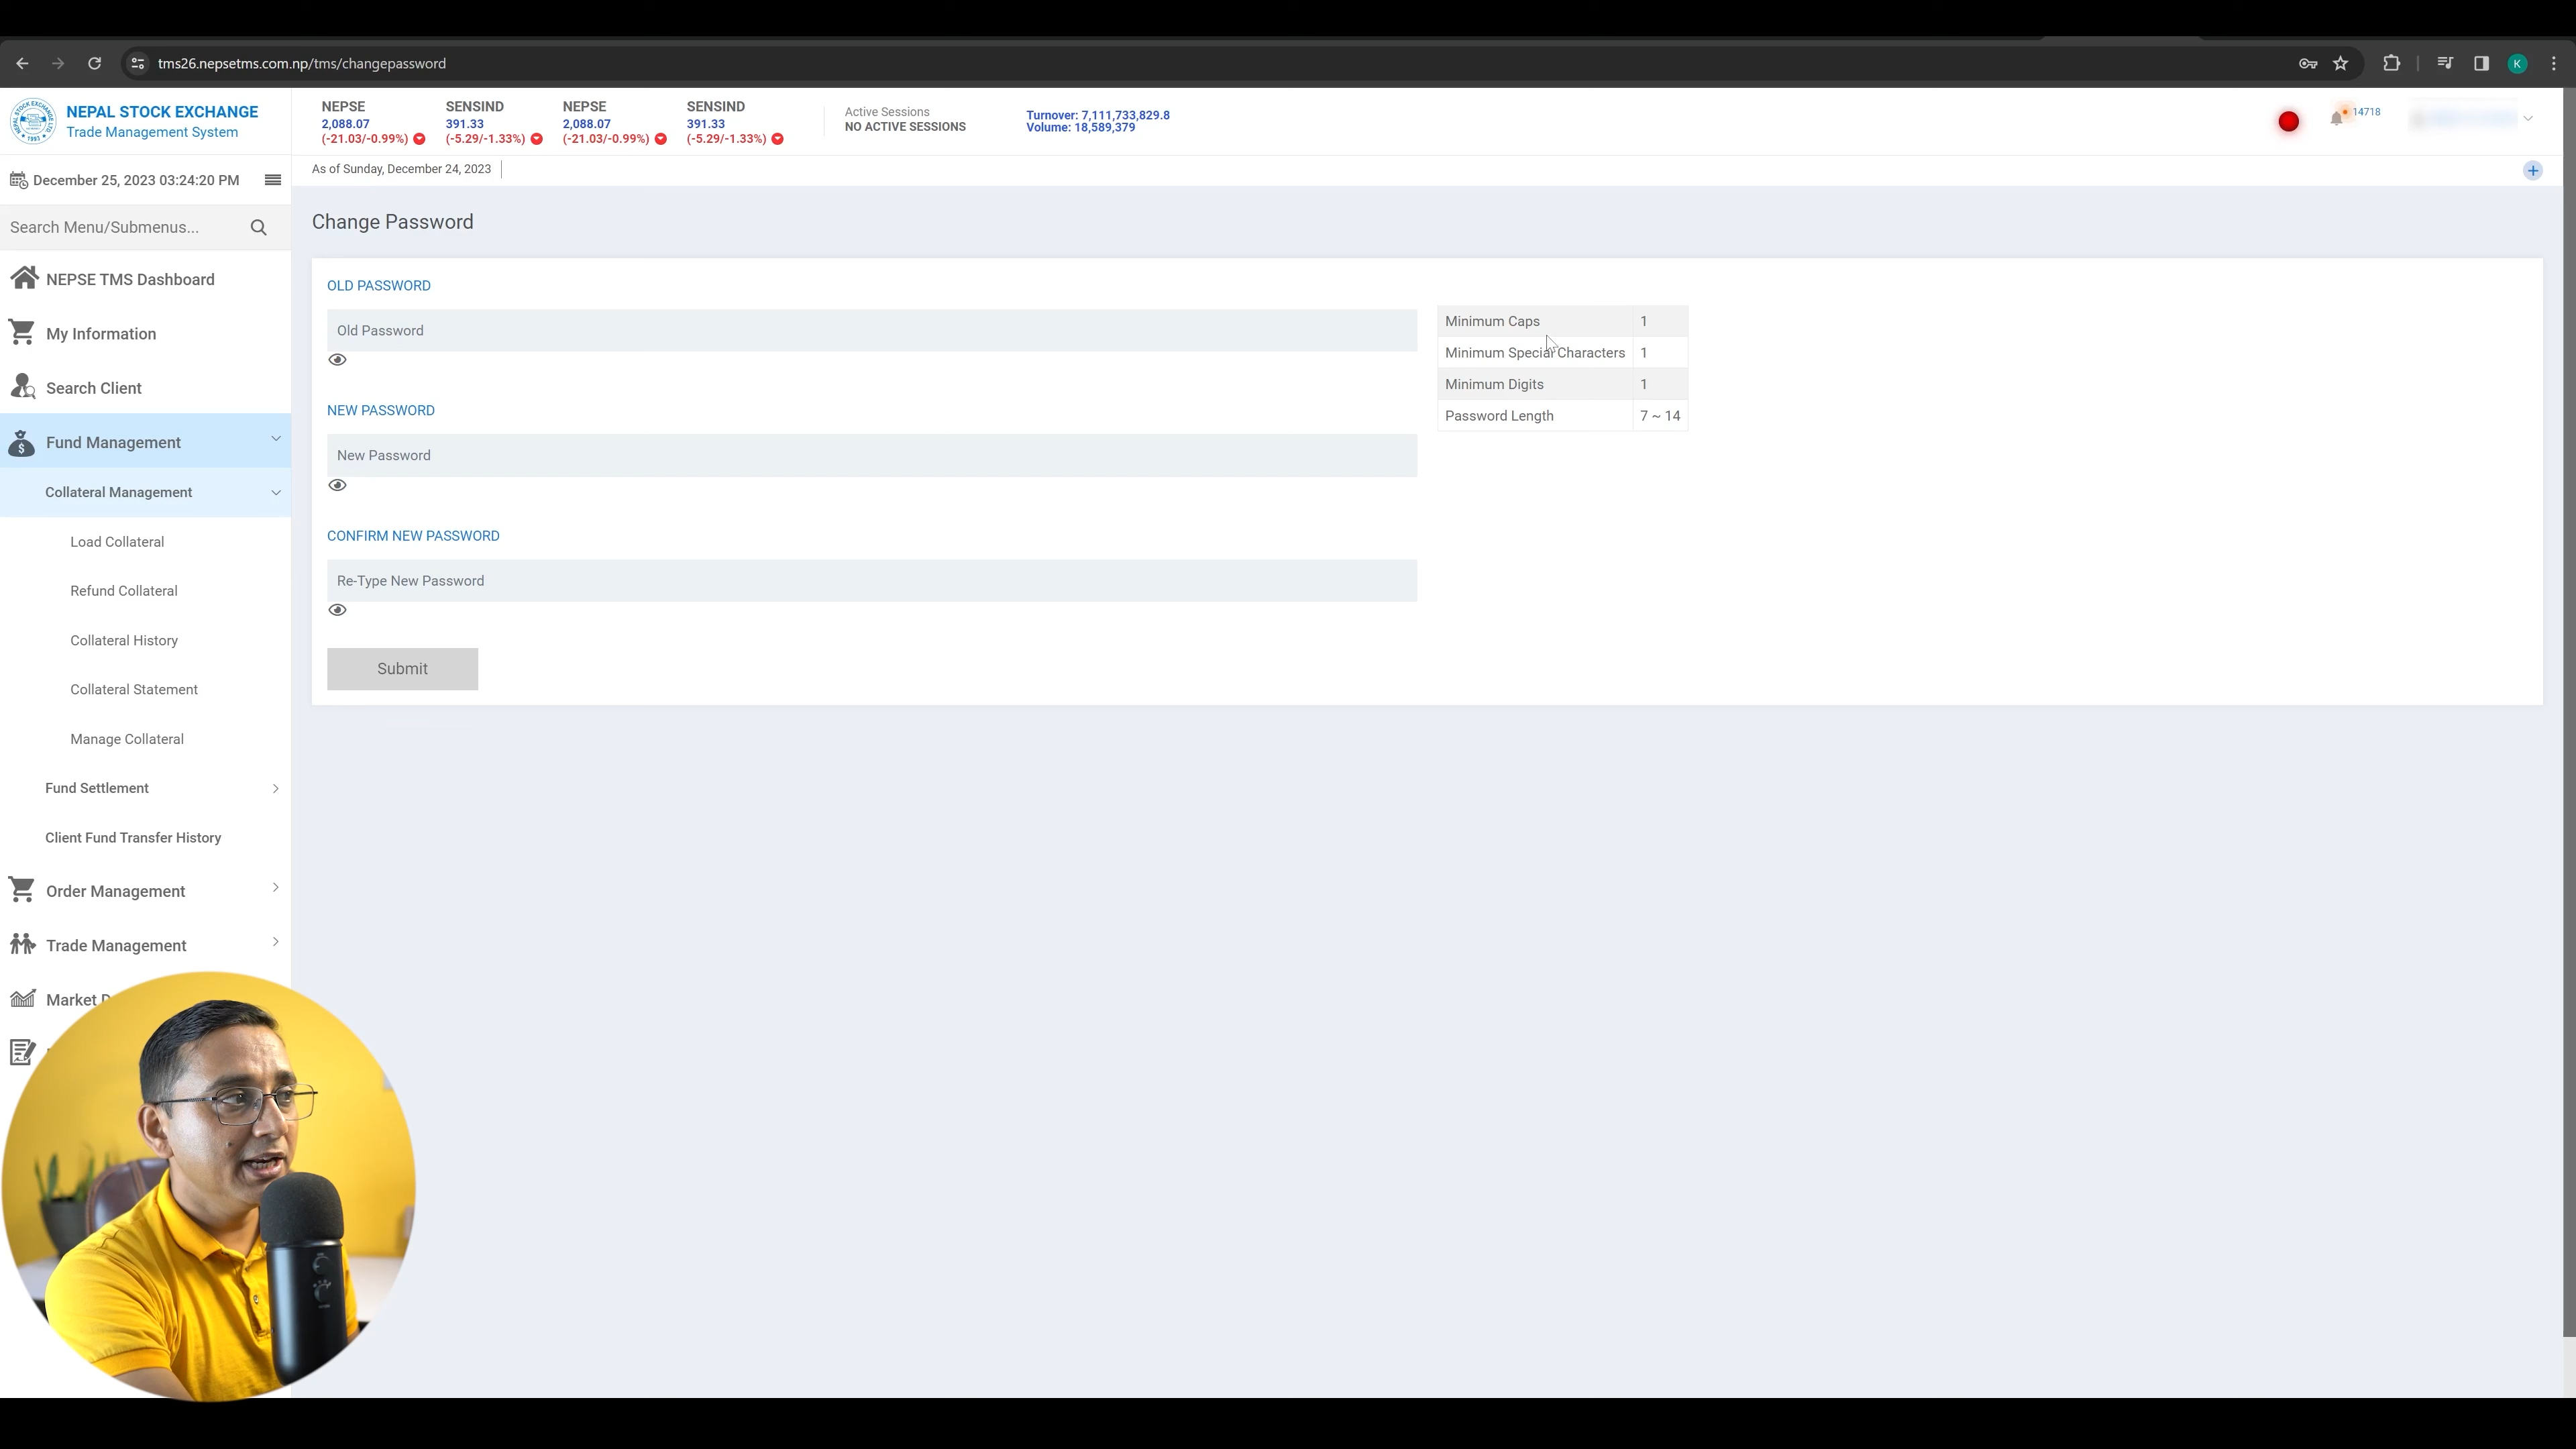 tms26.nepsetms.com.np/tms/changepassword
K
NEPAL STOCK EXCHANGE
Trade Management System
NEPSE
2,088.07
(-21.03/-0.99%)
SENSIND
391.33
(-5.29/-1.33%)
NEPSE
2,088.07
(-21.03/-0.99%)
SENSIND
391.33
(-5.29/-1.33%)
Active Sessions
NO ACTIVE SESSIONS
Turnover: 7,111,733,829.8
Volume: 18,589,379
14718
December 25, 2023 03:24:20 PM
As of Sunday, December 24, 2023
Search Menu/Submenus...
NEPSE TMS Dashboard
My Information
Search Client
Fund Management
Collateral Management
Load Collateral
Refund Collateral
Collateral History
Collateral Statement
Manage Collateral
Fund Settlement
Client Fund Transfer History
Order Management
Trade Management
Market
Change Password
OLD PASSWORD
Old Password
NEW PASSWORD
New Password
CONFIRM NEW PASSWORD
Re-Type New Password
Submit
Minimum Caps 1
Minimum Special Characters 1
Minimum Digits 1
Password Length 7 ~ 14